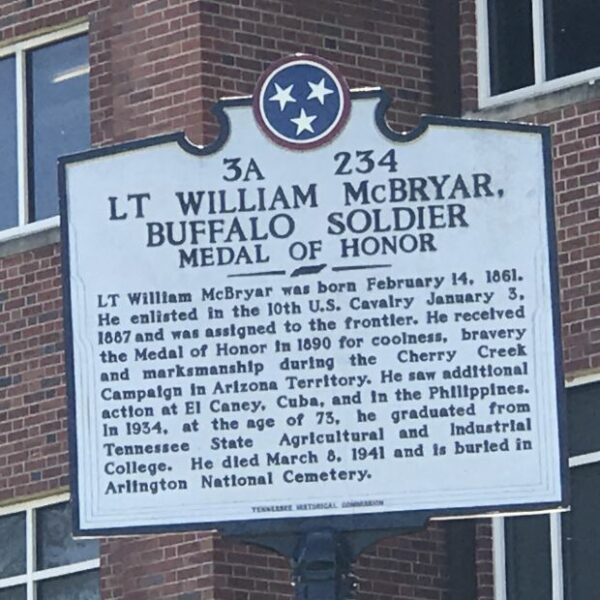 3A 234
LT WILLIAM McBRYAR,
BUFFALO SOLDIER
MEDAL OF HONOR
LT William McBryar was born February 14, 1861.
He enlisted in the 10th U.S. Cavalry January 3,
1887 and was assigned to the frontier. He received
the Medal of Honor in 1890 for coolness, bravery
and marksmanship during the Cherry Creek
Campaign in Arizona Territory. He saw additional
action at El Caney, Cuba, and in the Philippines.
In 1934, at the age of 73, he graduated from
Tennessee State Agricultural and Industrial
College. He died March 8, 1941 and is buried in
Arlington National Cemetery.
TENNESSEE HISTORICAL COMMISSION